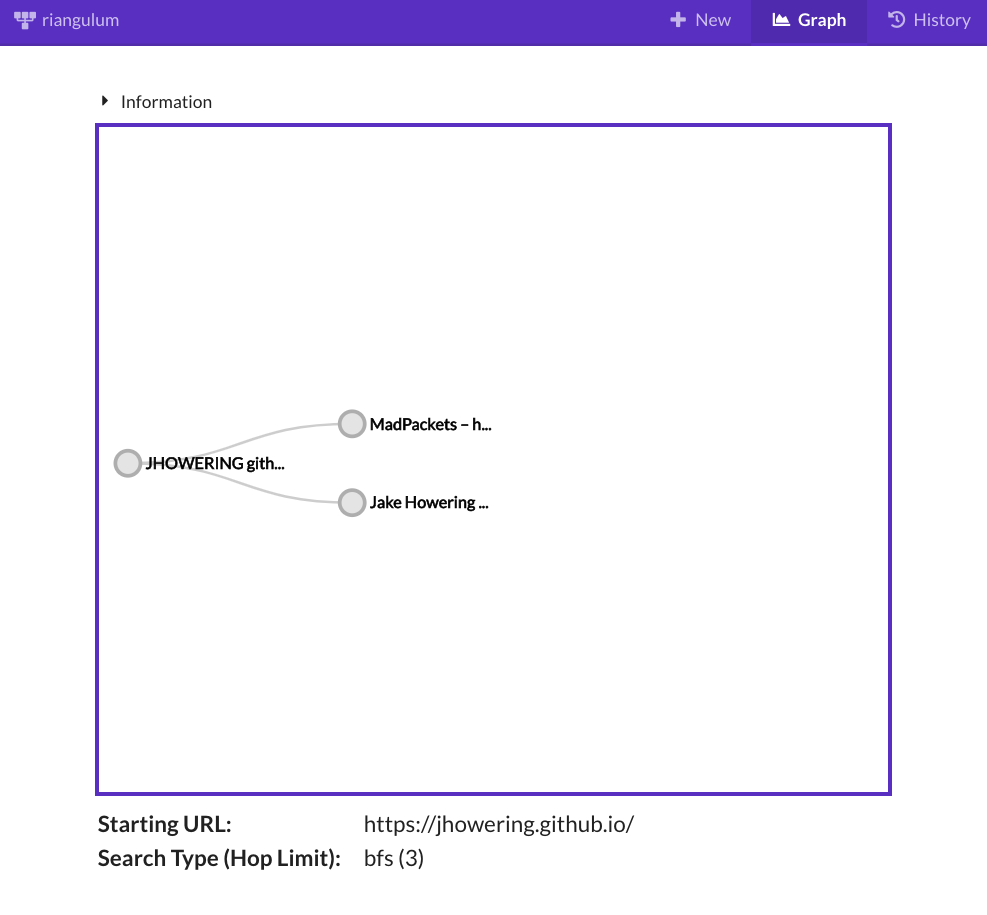 riangulum
New
Graph
History
Information
MadPackets – h...
JHOWERING gith...
Jake Howering ...
Starting URL: https://jhowering.github.io/
Search Type (Hop Limit): bfs (3)